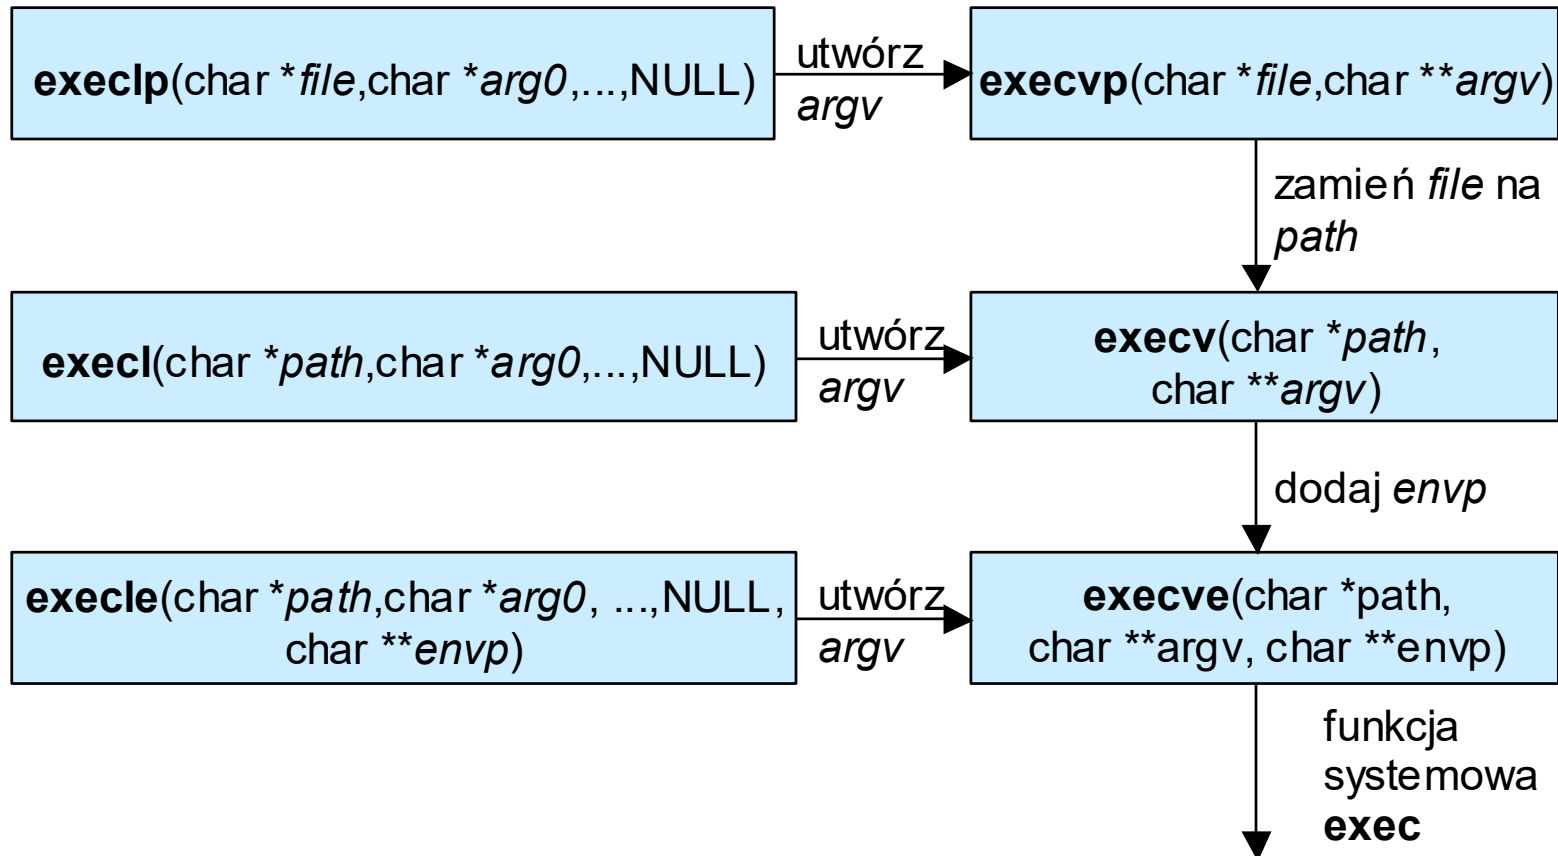 execlp(char *file,char *arg0,...,NULL)
utwórz
argv
execvp(char *file,char **argv)
zamień file na
path
execl(char *path,char *arg0,...,NULL)
utwórz
argv
execv(char *path,
char **argv)
dodaj envp
execle(char *path,char *arg0, ...,NULL,
char **envp)
utwórz
argv
execve(char *path,
char **argv, char **envp)
funkcja
systemowa
exec